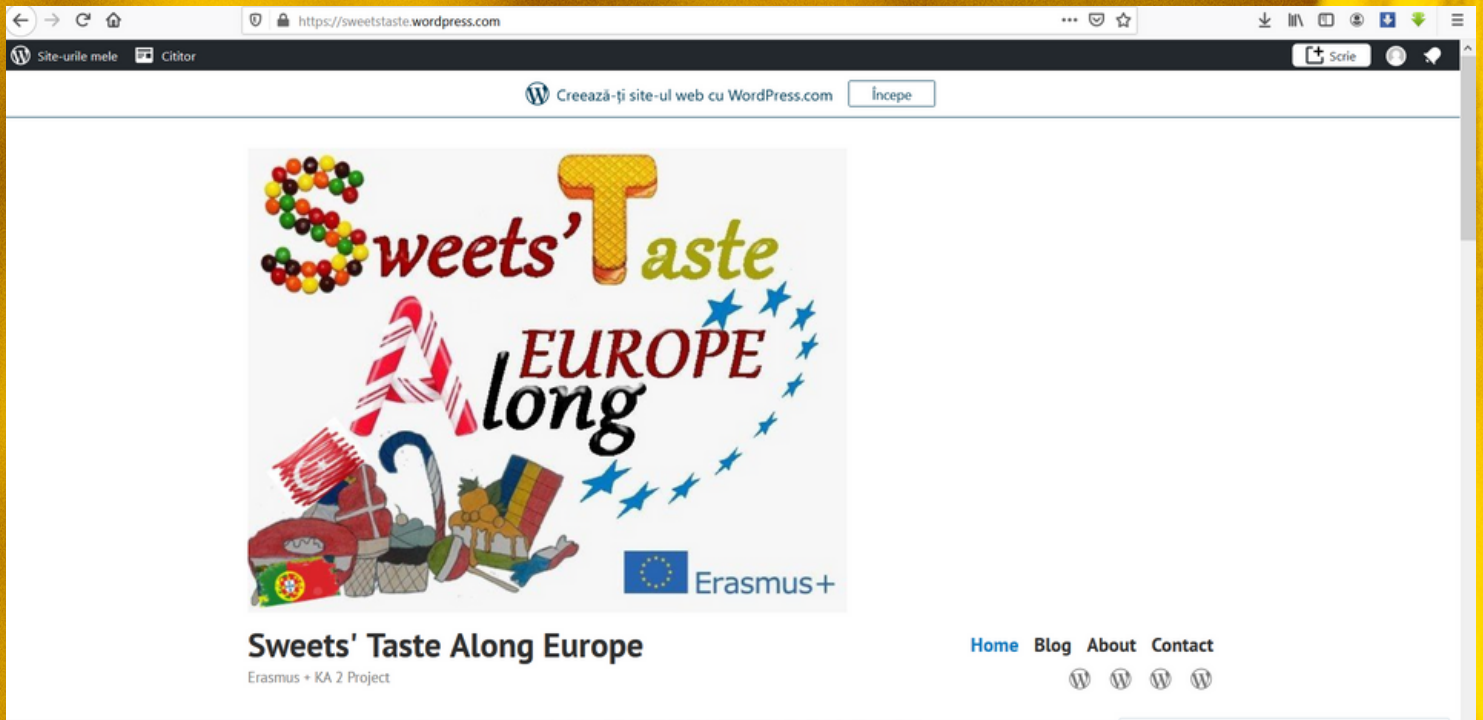 https://sweetstaste.wordpress.com
Site-urile mele Cititor Scrie
Creează-ți site-ul web cu WordPress.com Începe
Sweets' Taste
Along EUROPE
Erasmus+
Sweets' Taste Along Europe
Home Blog About Contact
Erasmus + KA 2 Project